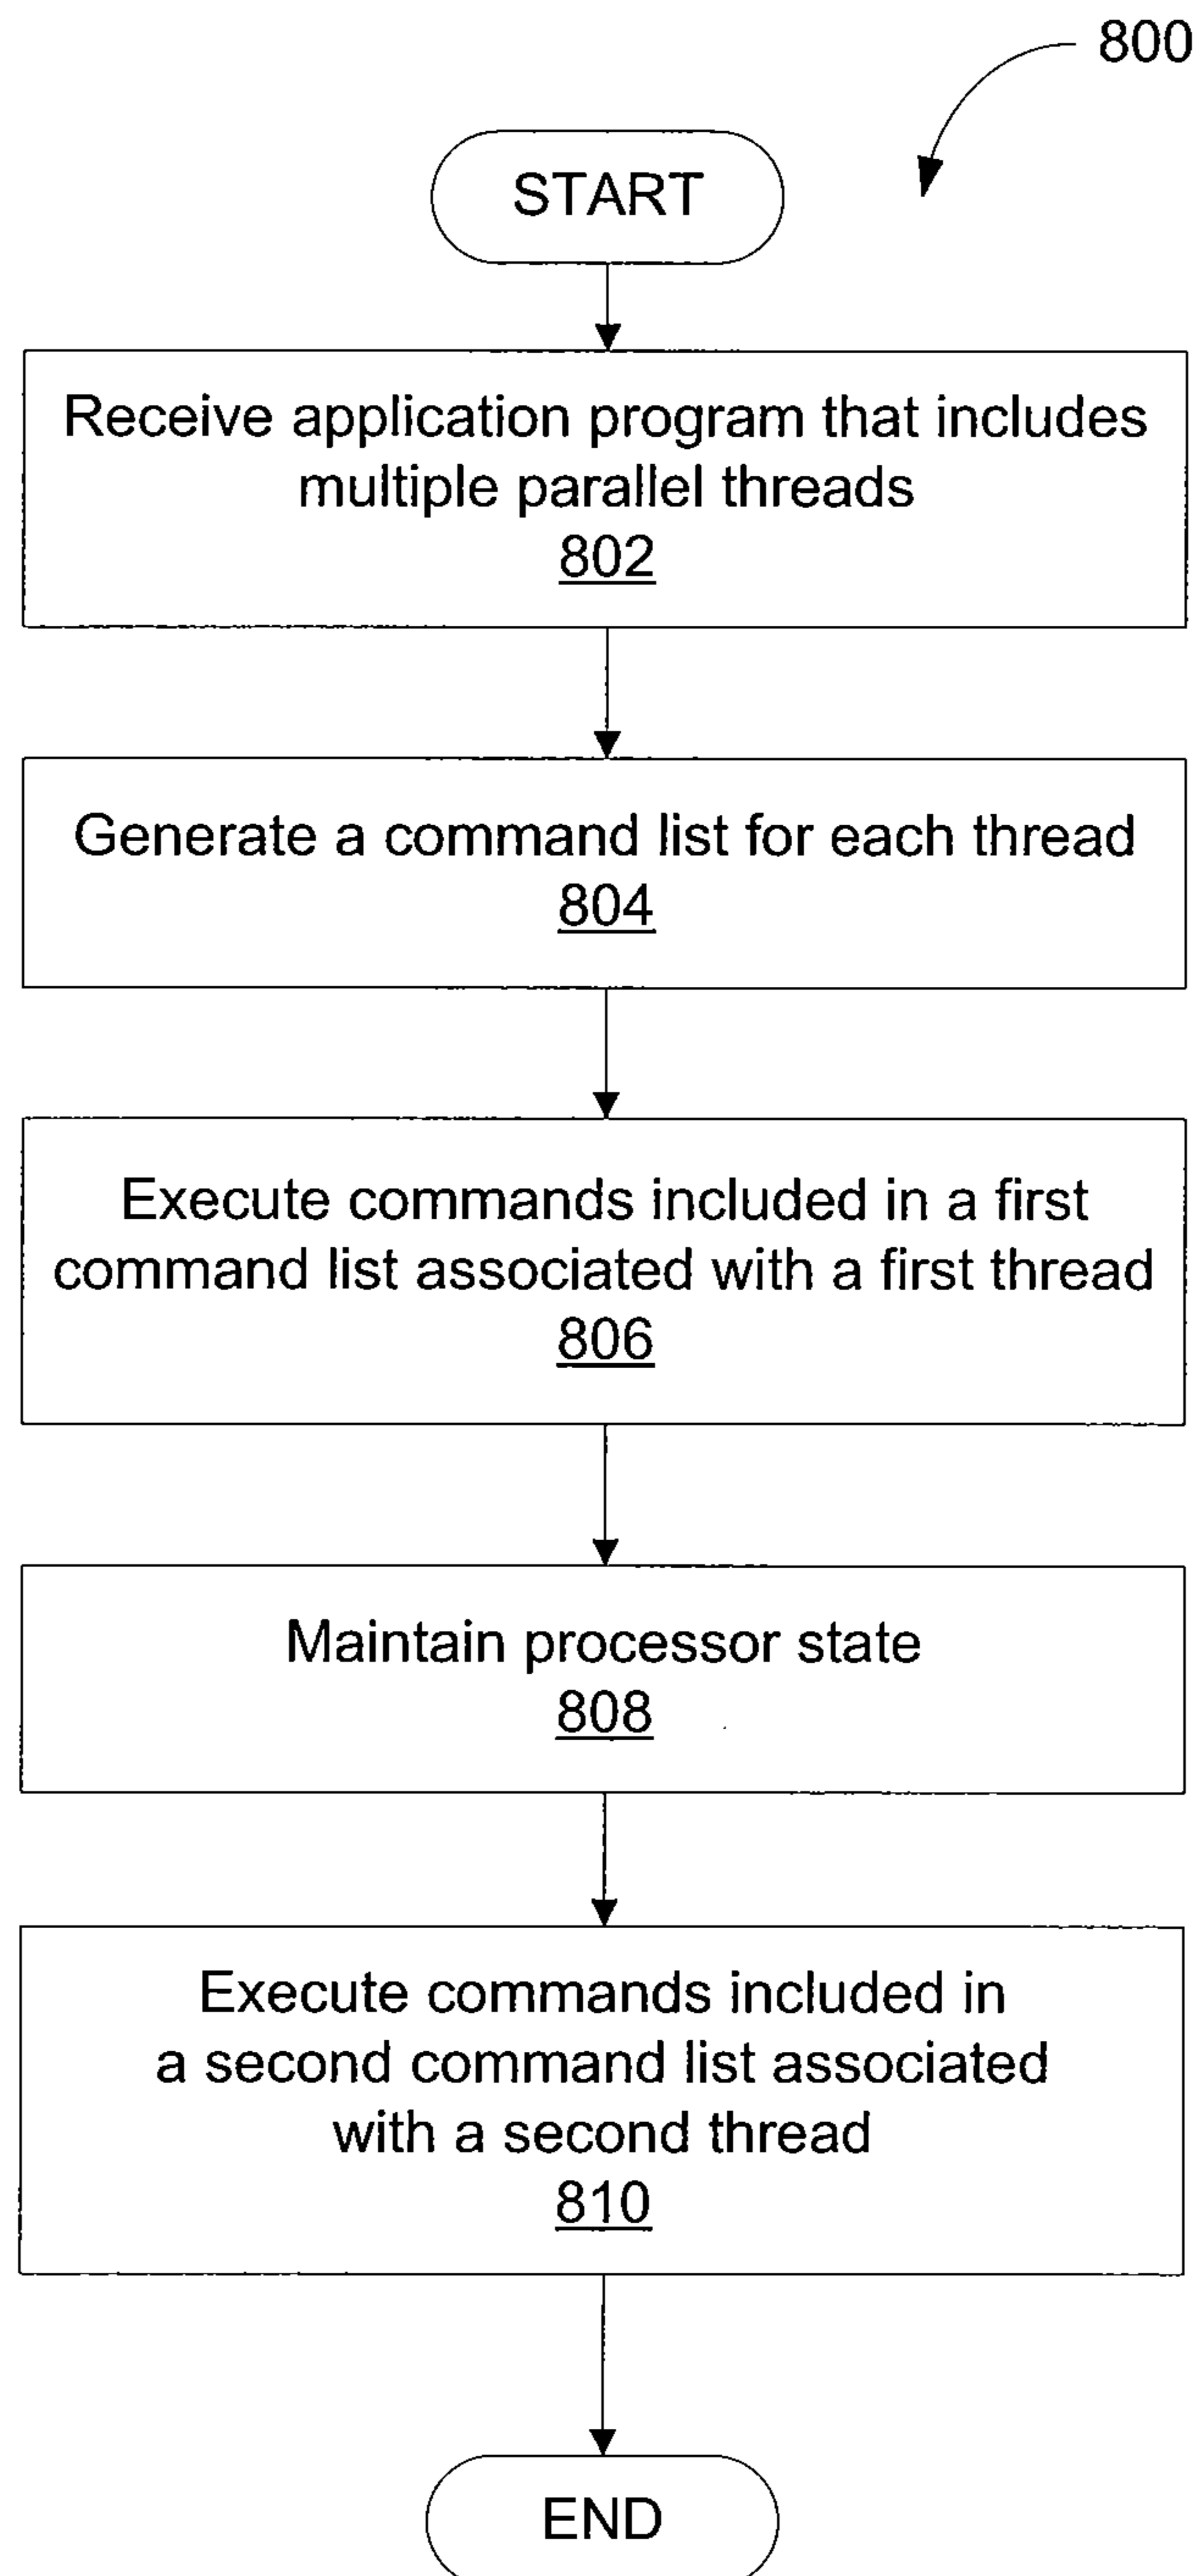 800
START
Receive application program that includes
multiple parallel threads
802
Generate a command list for each thread
804
Execute commands included in a first
command list associated with a first thread
806
Maintain processor state
808
Execute commands included in
a second command list associated
with a second thread
810
END